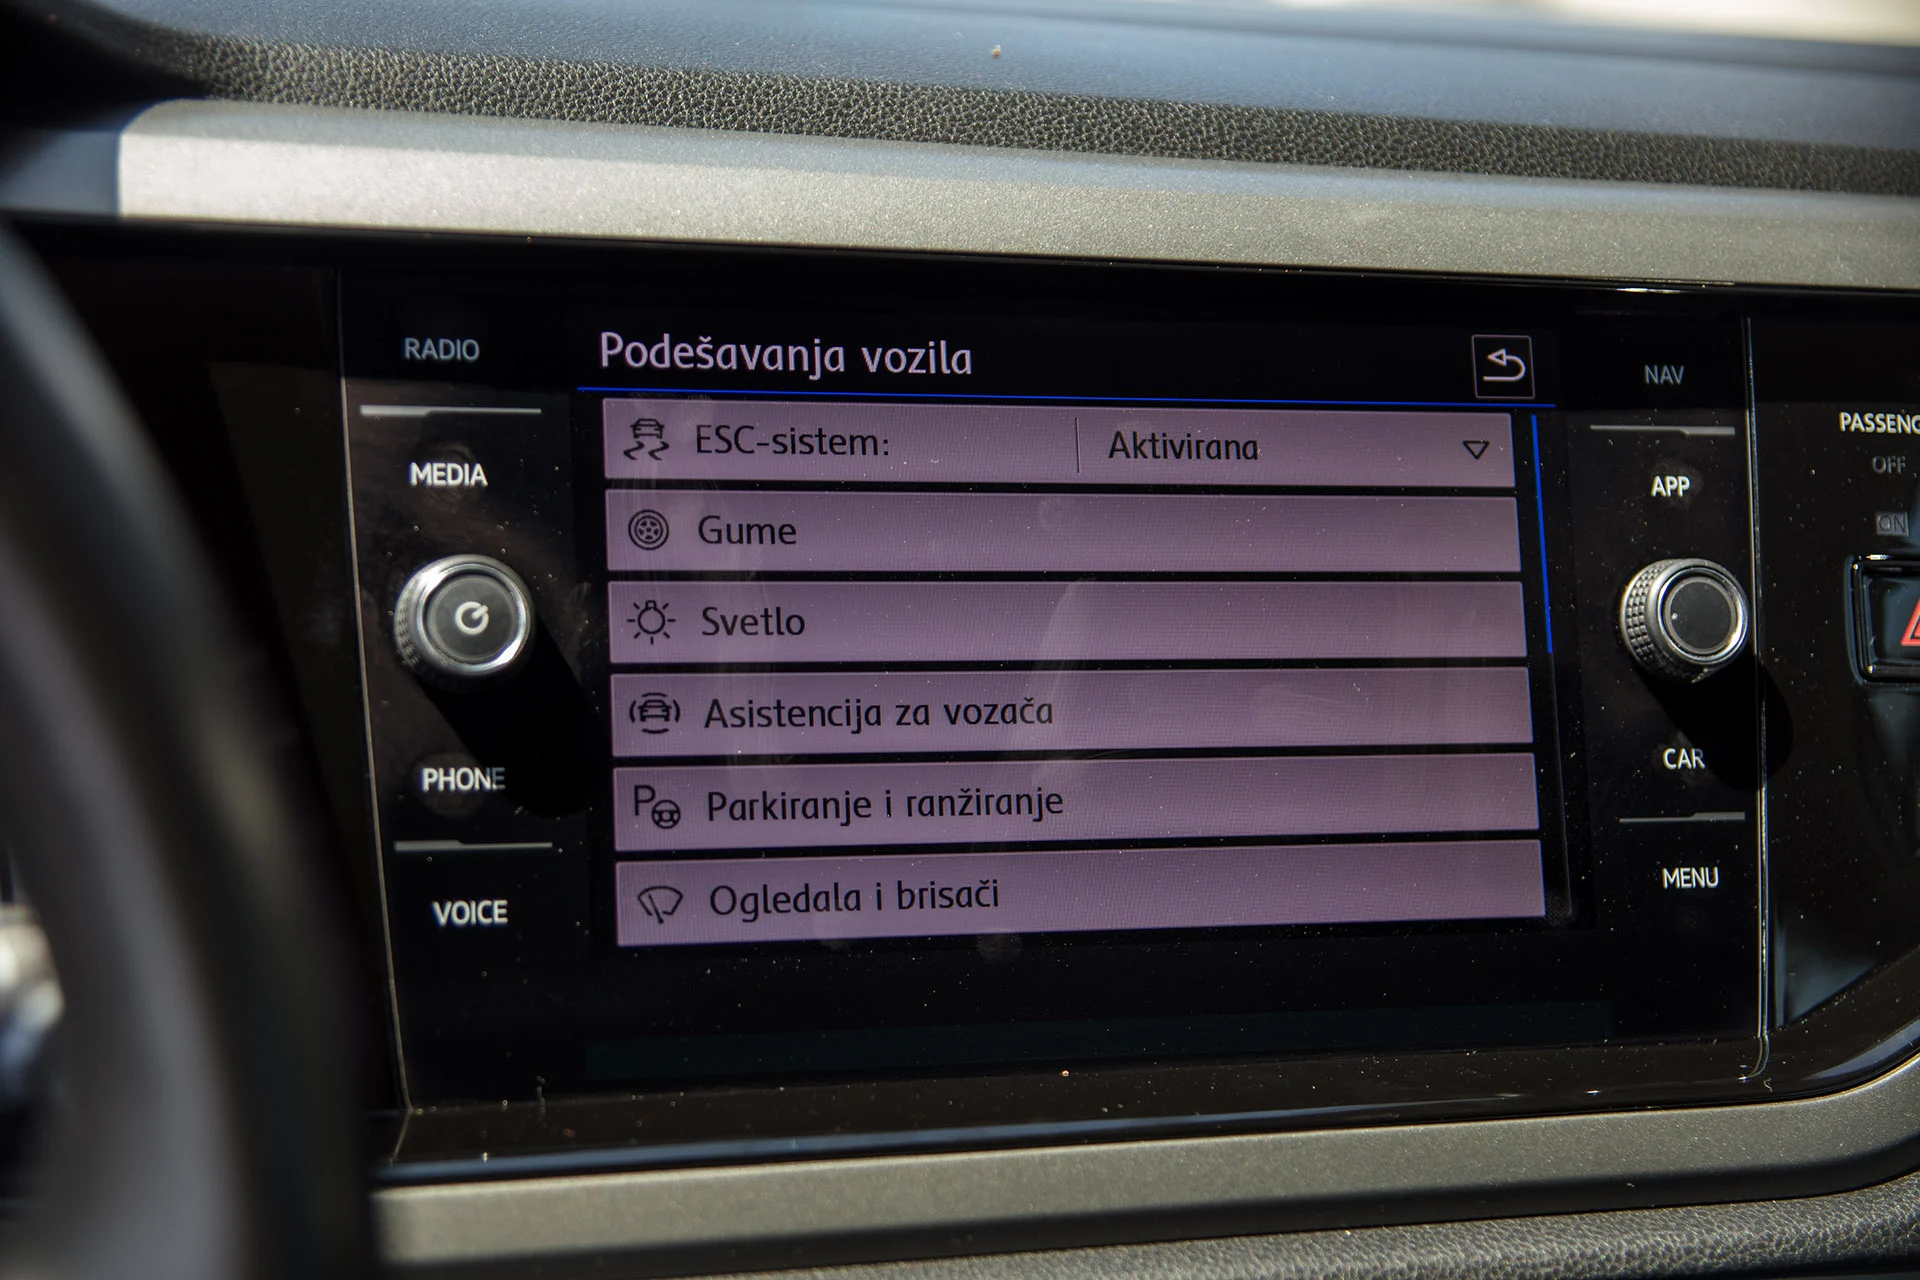 RADIO
MEDIA
PHONE
VOICE
Podešavanja vozila
ESC-sistem: Aktivirana
Gume
Svetlo
Asistencija za vozača
Parkiranje i ranžiranje
Ogledala i brisači
NAV
APP
CAR
MENU
PASSENG
OFF
ON